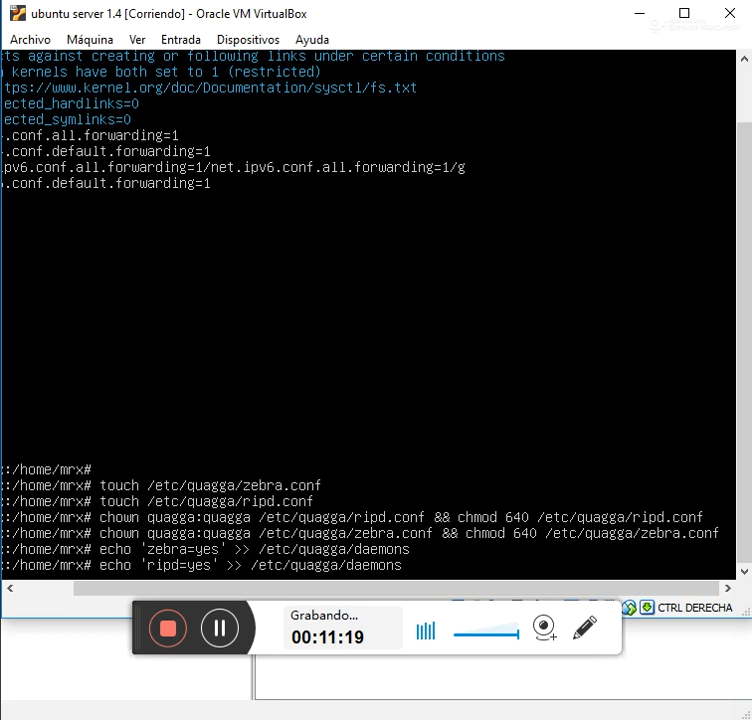 ubuntu server 1.4 [Corriendo] - Oracle VM VirtualBox
Archivo Máquina Ver Entrada Dispositivos Ayuda
cts against creating or following links under certain conditions
n kernels have both set to 1 (restricted)
tps://www.kernel.org/doc/Documentation/sysctl/fs.txt
ected_hardlinks=0
ected_symlinks=0
.conf.all.forwarding=1
.conf.default.forwarding=1
ipv6.conf.all.forwarding=1/net.ipv6.conf.all.forwarding=1/g
.conf.default.forwarding=1
:/home/mrx#
:/home/mrx# touch /etc/quagga/zebra.conf
:/home/mrx# touch /etc/quagga/ripd.conf
:/home/mrx# chown quagga:quagga /etc/quagga/ripd.conf && chmod 640 /etc/quagga/ripd.conf
:/home/mrx# chown quagga:quagga /etc/quagga/zebra.conf && chmod 640 /etc/quagga/zebra.conf
:/home/mrx# echo 'zebra=yes' >> /etc/quagga/daemons
:/home/mrx# echo 'ripd=yes' >> /etc/quagga/daemons
CTRL DERECHA
Grabando...
00:11:19